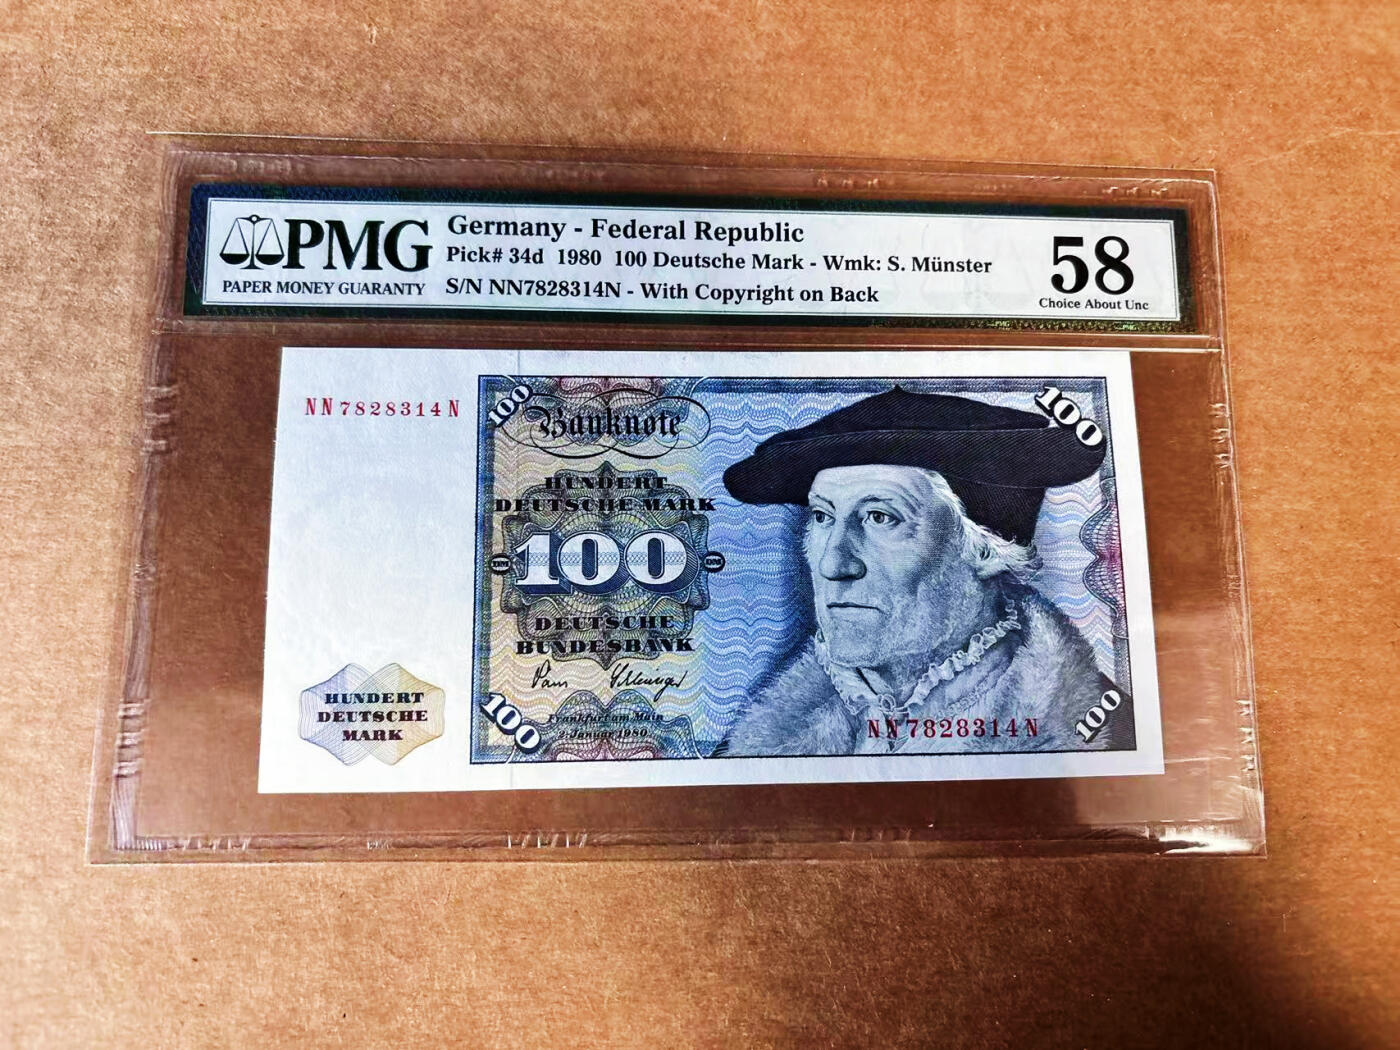 PMG
PAPER MONEY GUARANTY
Germany - Federal Republic
Pick# 34d 1980 100 Deutsche Mark - Wmk: S. Münster
S/N NN7828314N - With Copyright on Back
58
Choice About Unc
NN7828314N
100
Banknote
100
HUNDERT
DEUTSCHE MARK
DM 100 DM
DEUTSCHE
BUNDESBANK
Frankfurt am Main
2. Januar 1980
HUNDERT
DEUTSCHE
MARK
100
NN7828314N
100